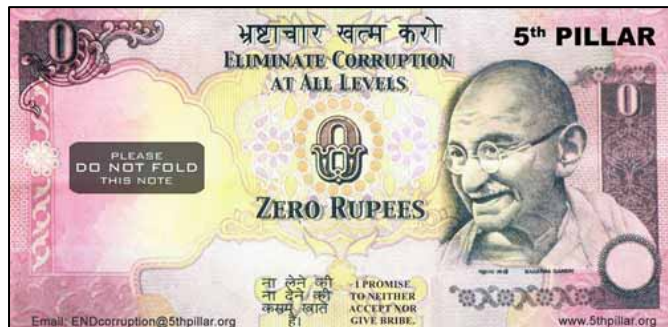 0
भ्रष्टाचार खत्म करो
5th PILLAR
ELIMINATE CORRUPTION
AT ALL LEVELS
0
0
PLEASE
DO NOT FOLD
THIS NOTE
ZERO RUPEES
ना लेने की
ना देने की
कसम खाते
हैं।
- I PROMISE
TO NEITHER
ACCEPT NOR
GIVE BRIBE.
Email: ENDcorruption@5thpillar.org
www.5thpillar.org